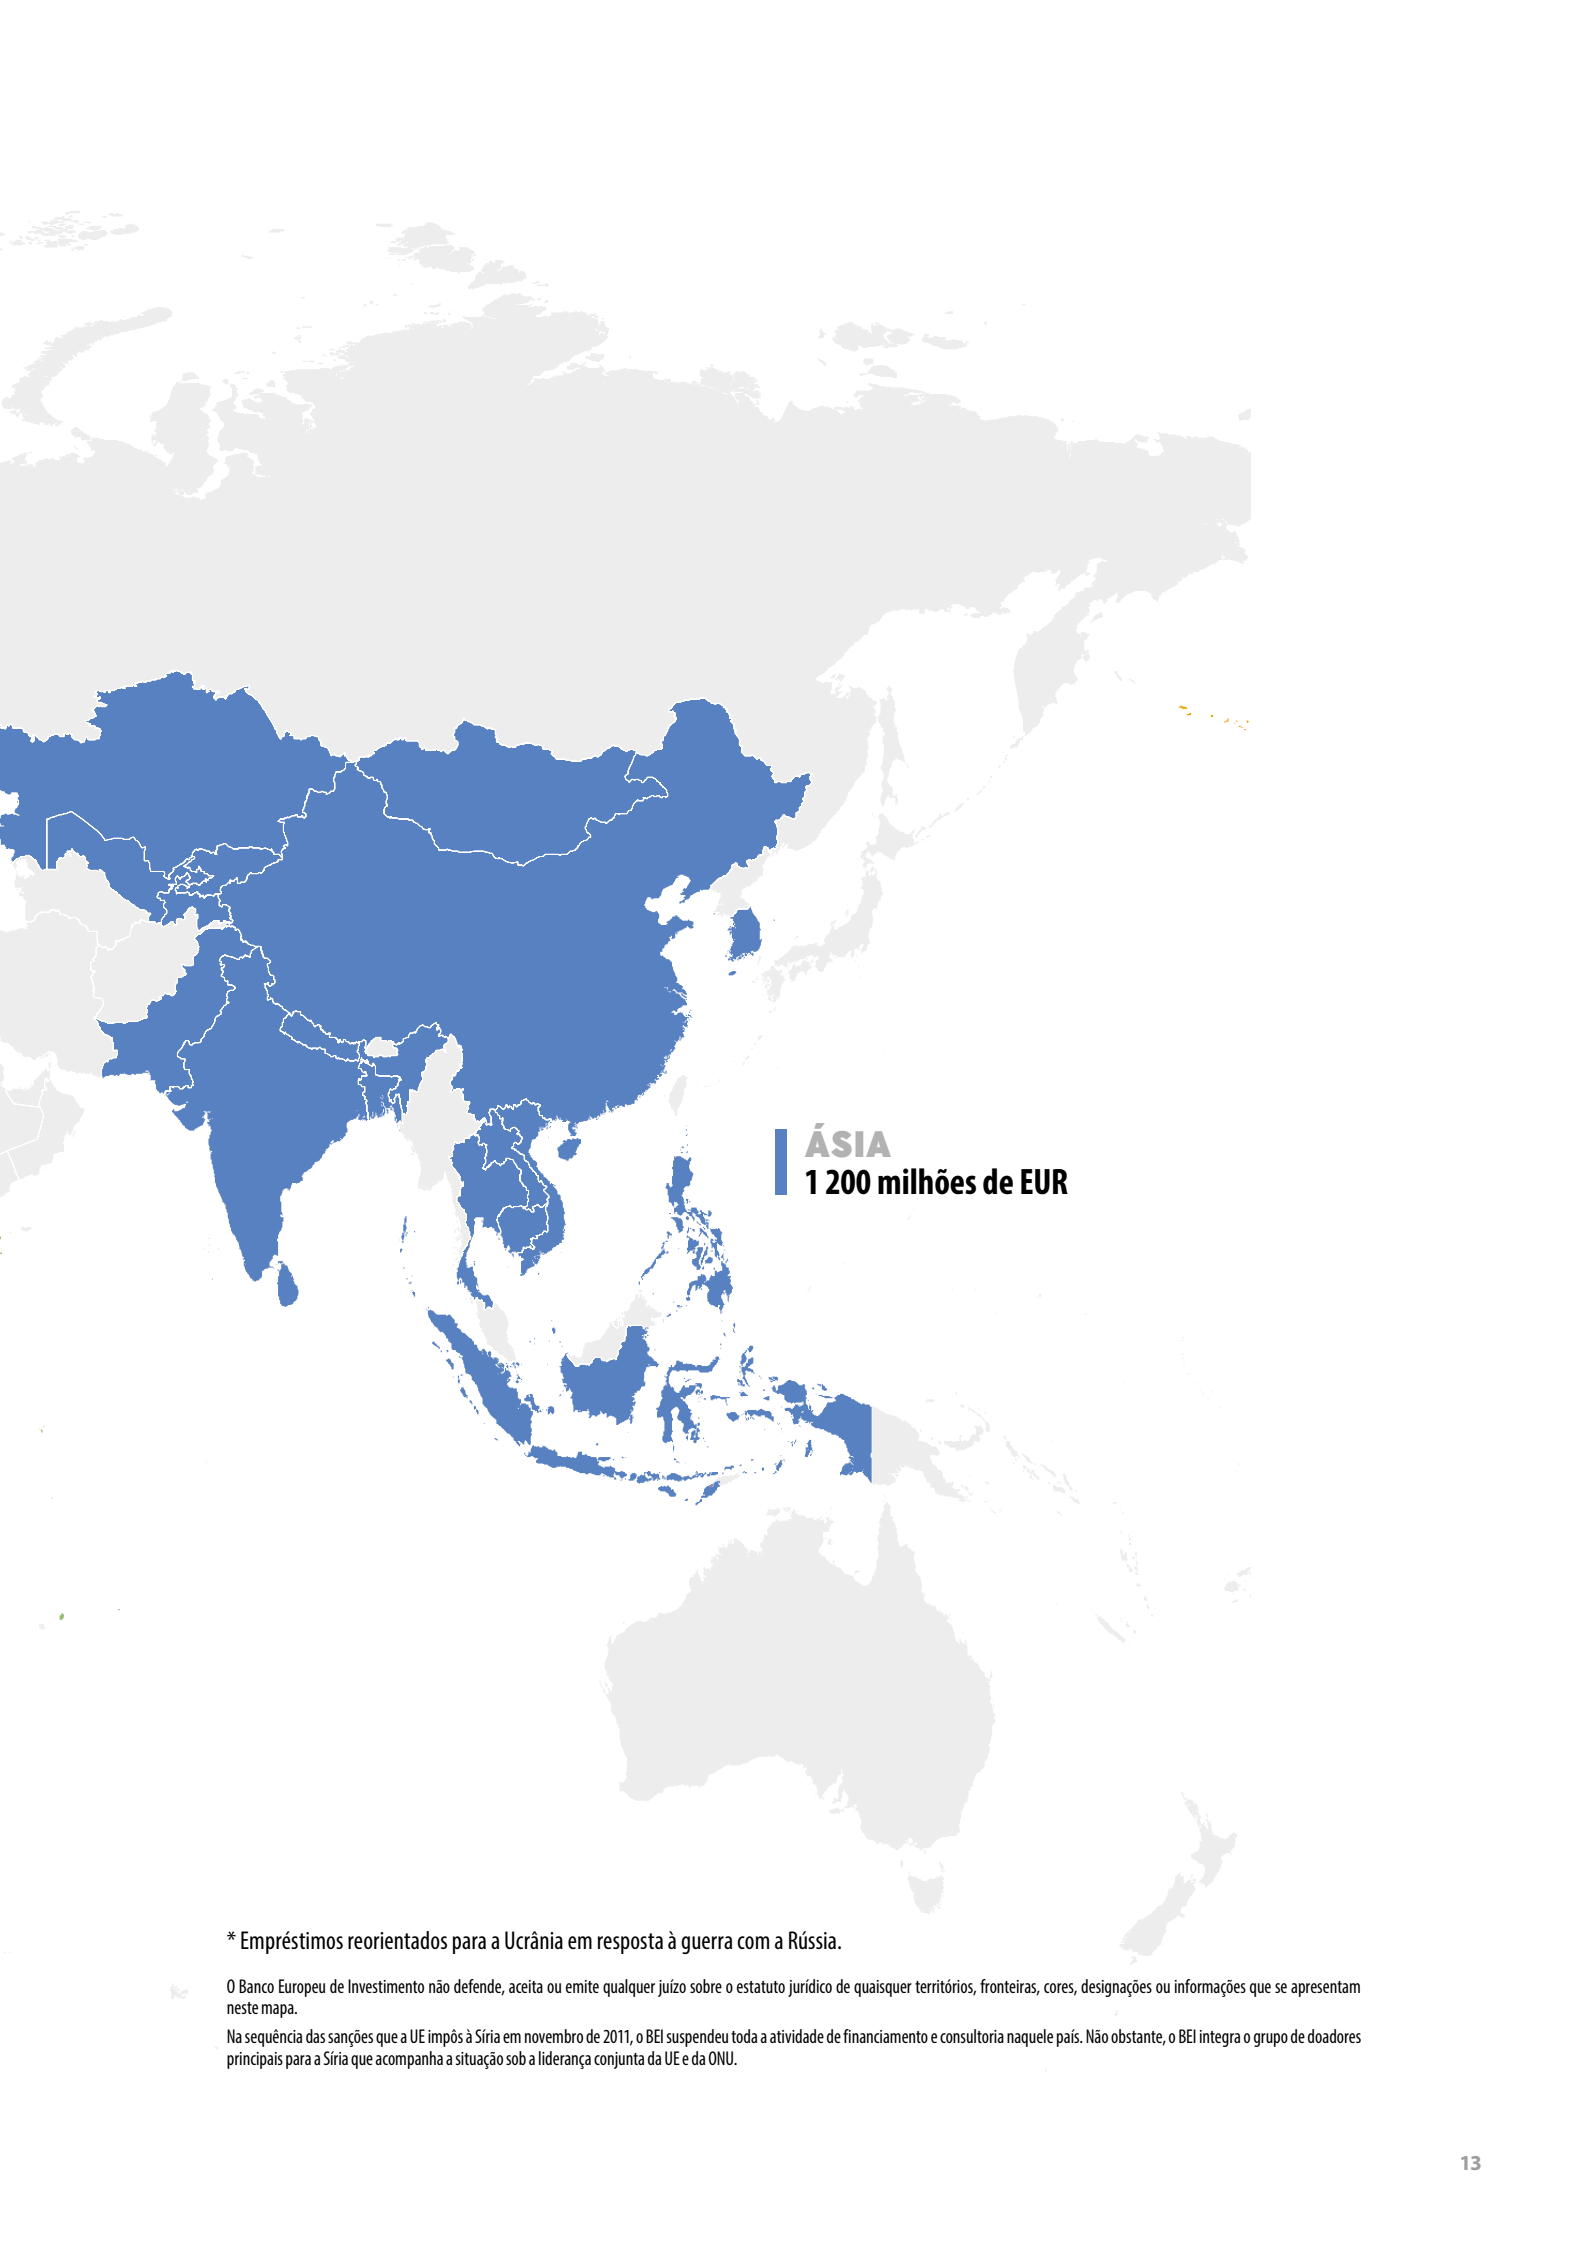 ÁSIA
1 200 milhões de EUR
* Empréstimos reorientados para a Ucrânia em resposta à guerra com a Rússia.
O Banco Europeu de Investimento não defende, aceita ou emite qualquer juízo sobre o estatuto jurídico de quaisquer territórios, fronteiras, cores, designações ou informações que se apresentam
neste mapa.
Na sequência das sanções que a UE impôs à Síria em novembro de 2011, o BEI suspendeu toda a atividade de financiamento e consultoria naquele país. Não obstante, o BEI integra o grupo de doadores
principais para a Síria que acompanha a situação sob a liderança conjunta da UE e da ONU.
13